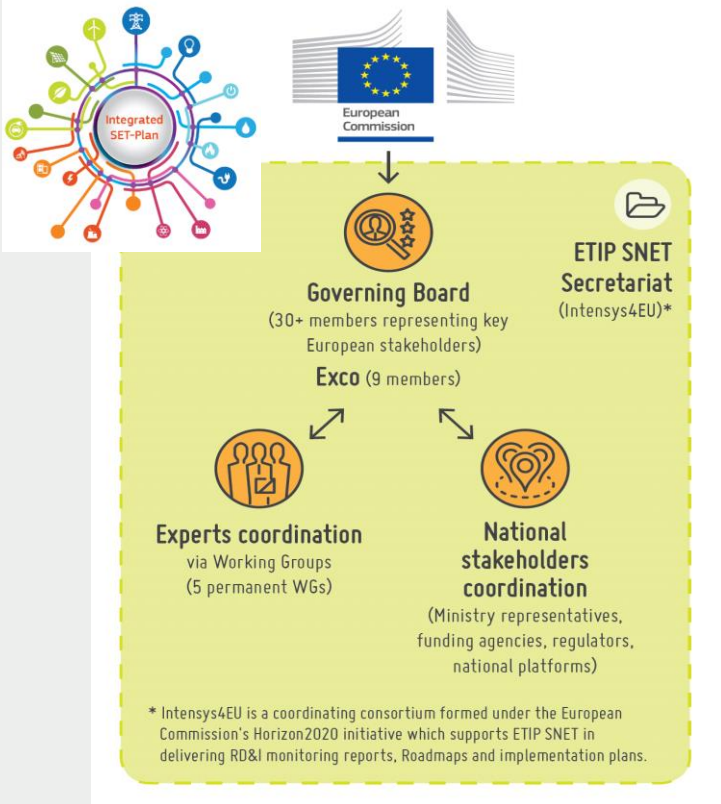 Integrated
SET-Plan
European
Commission
ETIP SNET
Secretariat
(Intensys4EU)*
Governing Board
(30+ members representing key
European stakeholders)
Exco (9 members)
Experts coordination
via Working Groups
(5 permanent WGs)
National
stakeholders
coordination
(Ministry representatives,
funding agencies, regulators,
national platforms)
* Intensys4EU is a coordinating consortium formed under the European
Commission's Horizon2020 initiative which supports ETIP SNET in
delivering RD&I monitoring reports, Roadmaps and implementation plans.